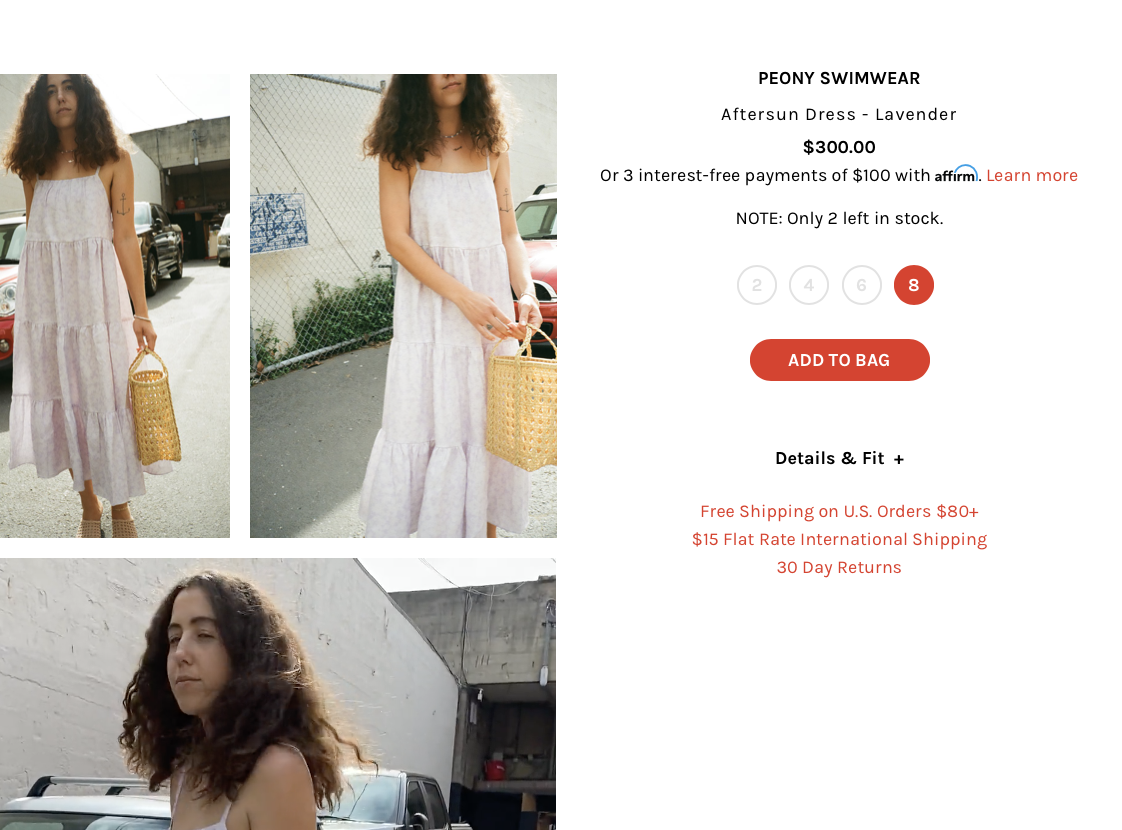 PEONY SWIMWEAR
Aftersun Dress - Lavender
$300.00
Or 3 interest-free payments of $100 with affirm. Learn more
NOTE: Only 2 left in stock.
2 4 6 8
ADD TO BAG
Details & Fit +
Free Shipping on U.S. Orders $80+
$15 Flat Rate International Shipping
30 Day Returns